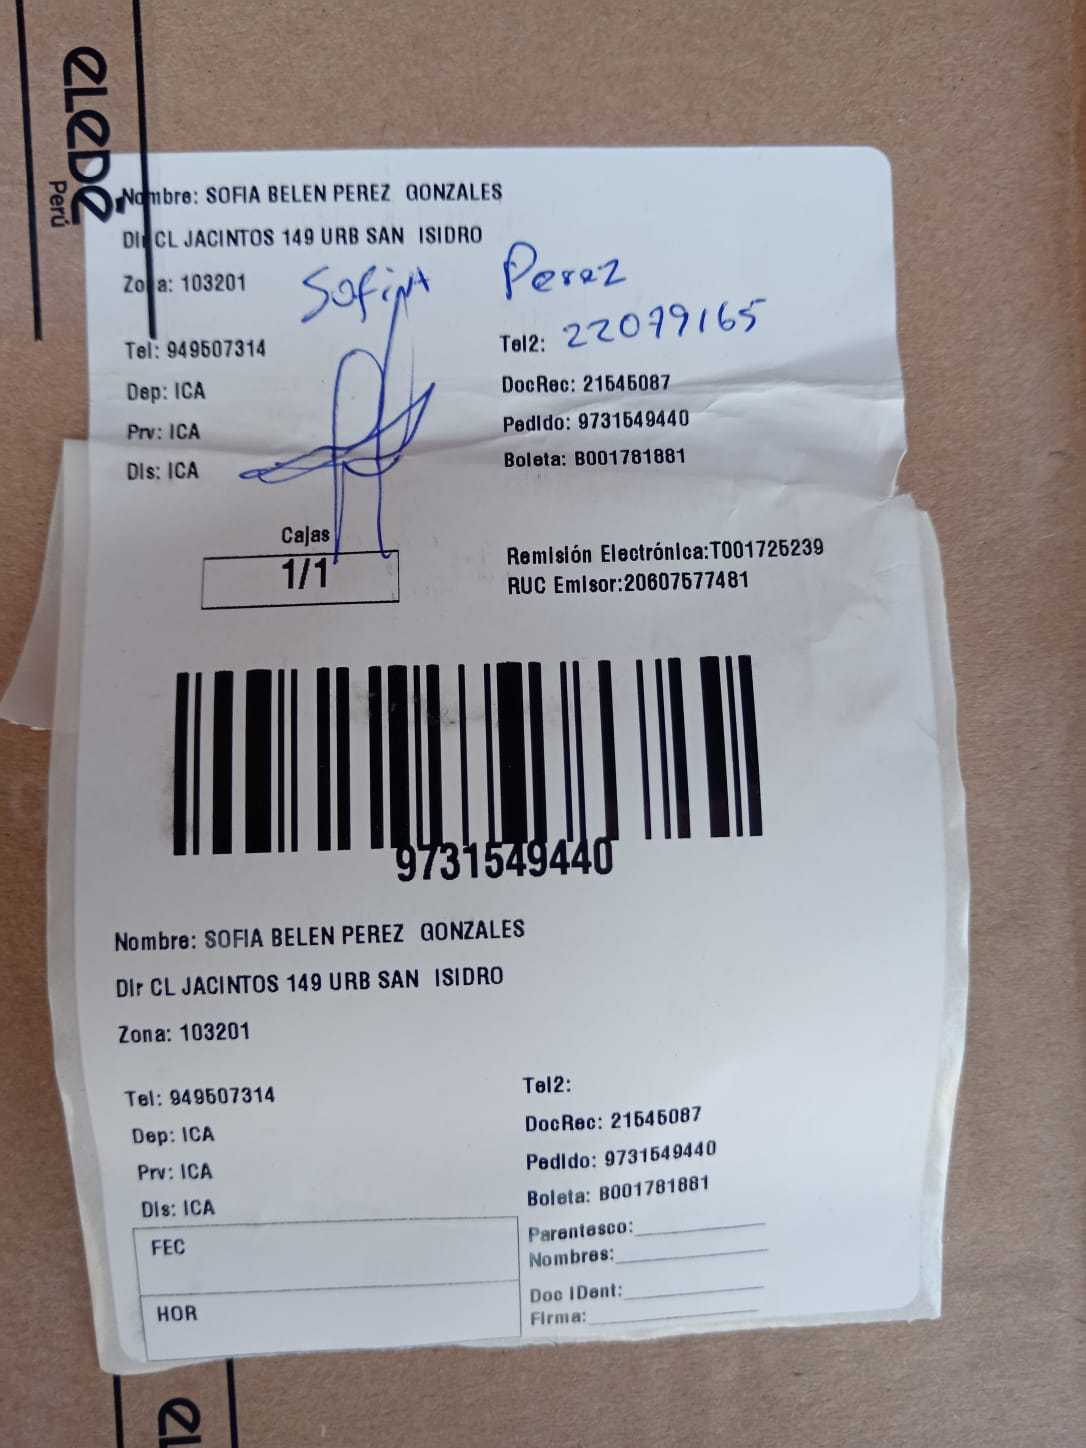 eLeDé
Perú
Nombre: SOFIA BELEN PEREZ GONZALES
Dir CL JACINTOS 149 URB SAN ISIDRO
Zona: 103201
Sofia Perez
Tel: 949507314
Tel2: 22079165
Dep: ICA
DocRec: 21545087
Prv: ICA
Pedido: 9731549440
Dis: ICA
Boleta: B001781881
Cajas
1/1
Remisión Electrónica:T001725239
RUC Emisor:20607577481
9731549440
Nombre: SOFIA BELEN PEREZ GONZALES
Dir CL JACINTOS 149 URB SAN ISIDRO
Zona: 103201
Tel: 949507314
Tel2:
Dep: ICA
DocRec: 21545087
Prv: ICA
Pedido: 9731549440
Dis: ICA
Boleta: B001781881
FEC
Parentesco:
Nombres:
HOR
Doc IDent:
Firma:
eL